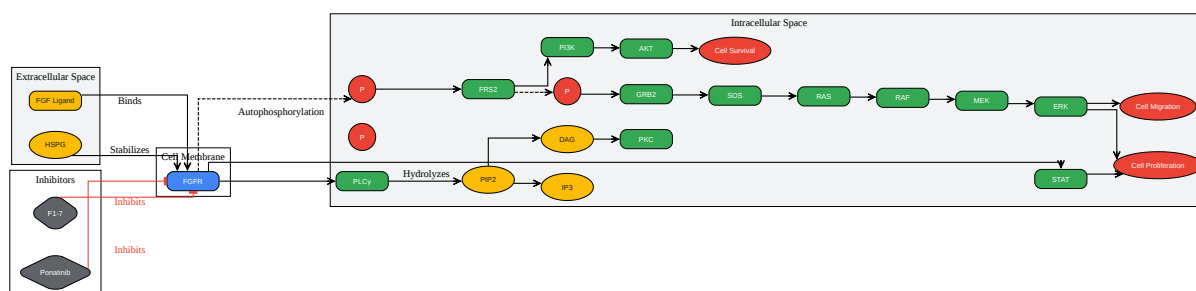 Intracellular Space
PI3K
AKT
Cell Survival
Extracellular Space
FGF Ligand
Binds
HSPG
Stabilizes
Autophosphorylation
P
FRS2
P
GRB2
SOS
RAS
RAF
MEK
ERK
Cell Migration
P
DAG
PKC
Cell Membrane
FGFR
PLCγ
Hydrolyzes
PIP2
IP3
STAT
Cell Proliferation
Inhibitors
F1-7
Inhibits
Ponatinib
Inhibits